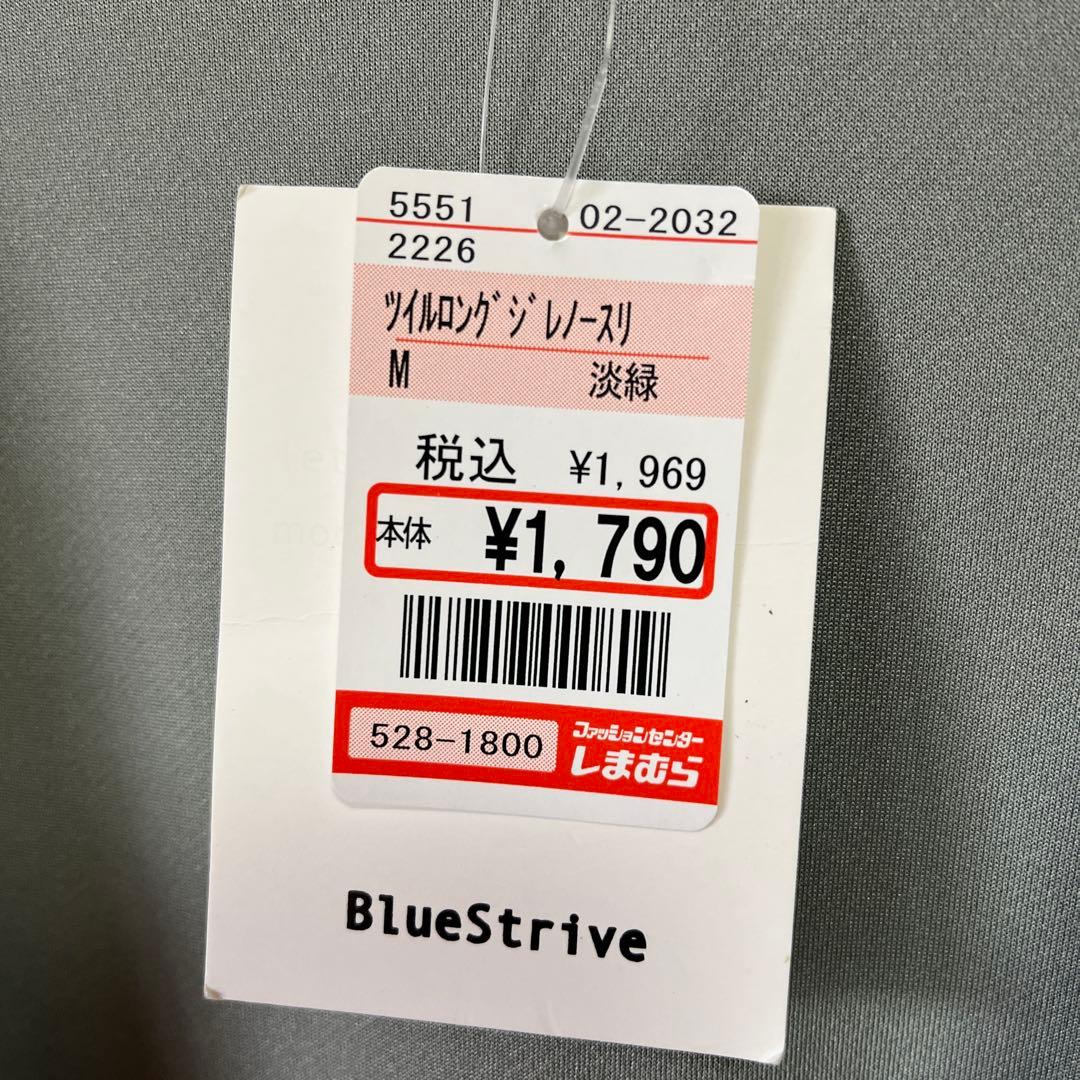 5551 02-2032
2226
ﾂｲﾙﾛﾝｸﾞｼﾞﾚﾉｰｽﾘ
M 淡緑
税込 ¥1,969
本体 ¥1,790
528-1800
ファッションセンター
しまむら
BlueStrive